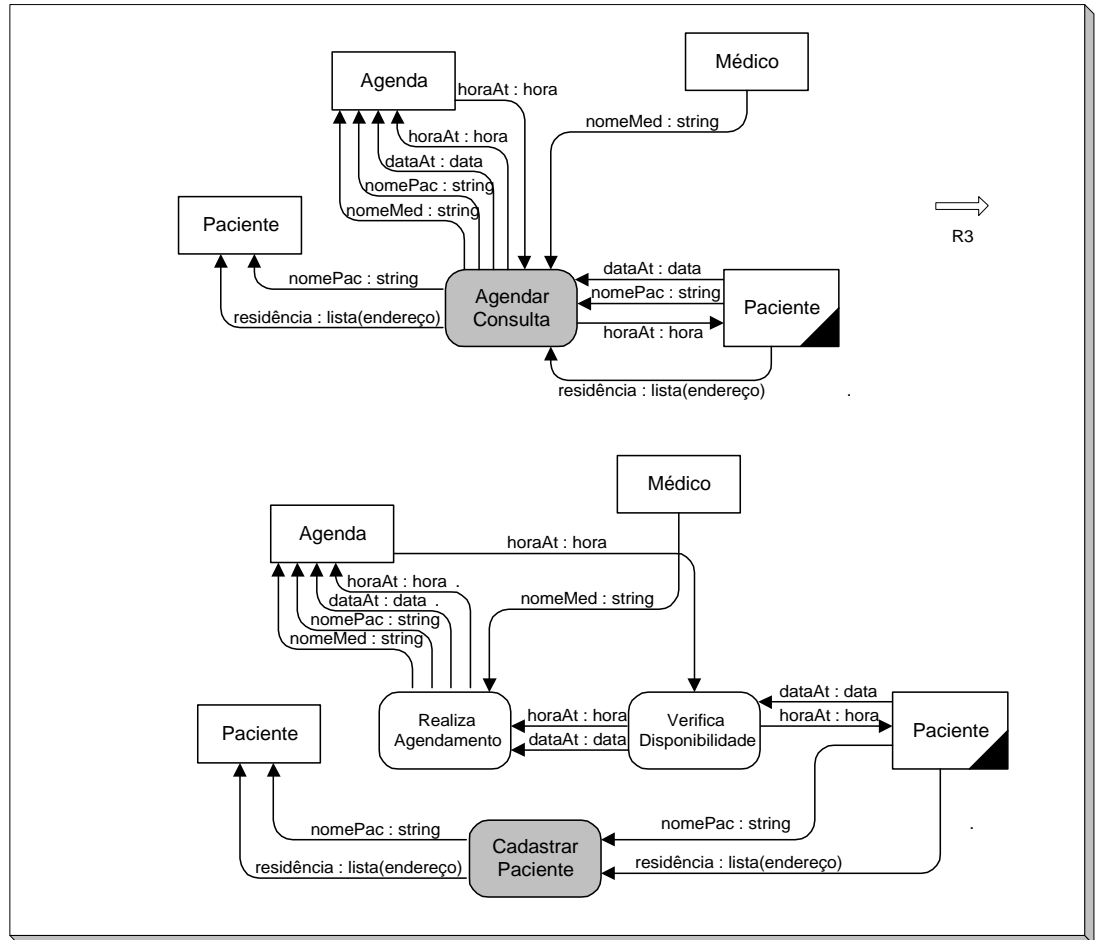 Médico
Agenda
horaAt : hora
nomeMed : string
horaAt : hora
dataAt : data
nomePac : string
nomeMed : string
Paciente
R3
nomePac : string
dataAt : data
nomePac : string
Agendar
Consulta
Paciente
residência : lista(endereço)
horaAt : hora
residência : lista(endereço)
.
Médico
Agenda
horaAt : hora
horaAt : hora .
dataAt : data .
nomeMed : string
nomePac : string
nomeMed : string
dataAt : data
Paciente
Realiza
Agendamento
horaAt : hora
dataAt : data
Verifica
Disponibilidade
horaAt : hora
Paciente
nomePac : string
nomePac : string
.
Cadastrar
Paciente
residência : lista(endereço)
residência : lista(endereço)